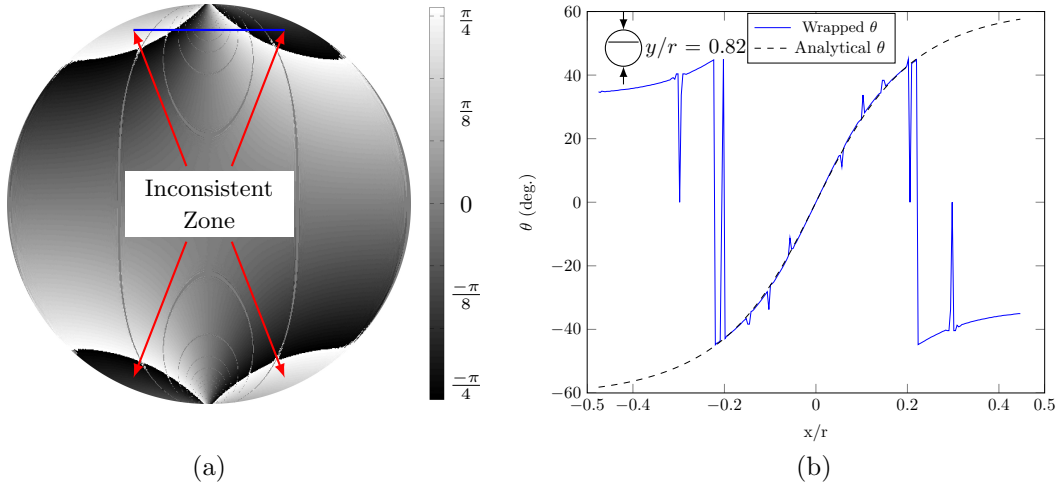 Inconsistent
Zone
π/4
π/8
0
−π/8
−π/4
(a)
60
40
20
0
−20
−40
−60
−0.5
−0.4
−0.2
0
0.2
0.4
0.5
x/r
θ (deg.)
y/r = 0.82
Wrapped θ
Analytical θ
(b)